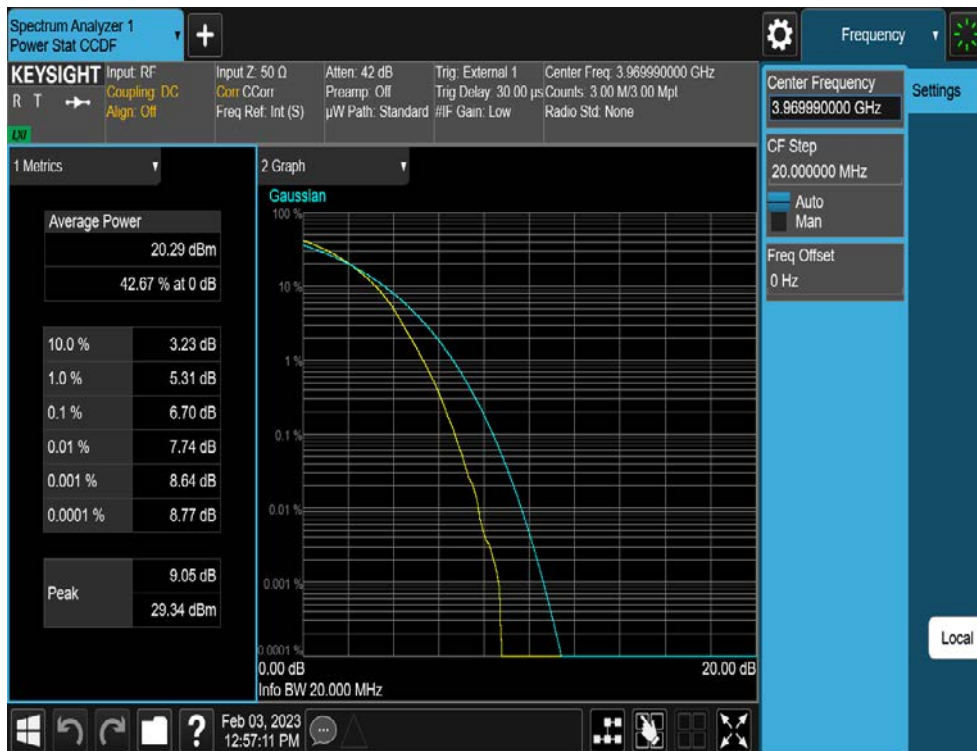 Spectrum Analyzer 1
Power Stat CCDF
+
Frequency
KEYSIGHT
R T
LXI
Input: RF
Coupling: DC
Align: Off
Input Z: 50 Ω
Corr CCorr
Freq Ref: Int (S)
Atten: 42 dB
Preamp: Off
µW Path: Standard
Trig: External 1
Trig Delay: 30.00 µs
#IF Gain: Low
Center Freq: 3.969990000 GHz
Counts: 3.00 M/3.00 Mpt
Radio Std: None
Center Frequency
3.969990000 GHz
Settings
CF Step
20.000000 MHz
Auto
Man
Freq Offset
0 Hz
Local
1 Metrics
Average Power
20.29 dBm
42.67 % at 0 dB
10.0 % 3.23 dB
1.0 % 5.31 dB
0.1 % 6.70 dB
0.01 % 7.74 dB
0.001 % 8.64 dB
0.0001 % 8.77 dB
Peak
9.05 dB
29.34 dBm
2 Graph
Gaussian
100 %
10 %
1 %
0.1 %
0.01 %
0.001 %
0.0001 %
0.00 dB 20.00 dB
Info BW 20.000 MHz
?
Feb 03, 2023
12:57:11 PM